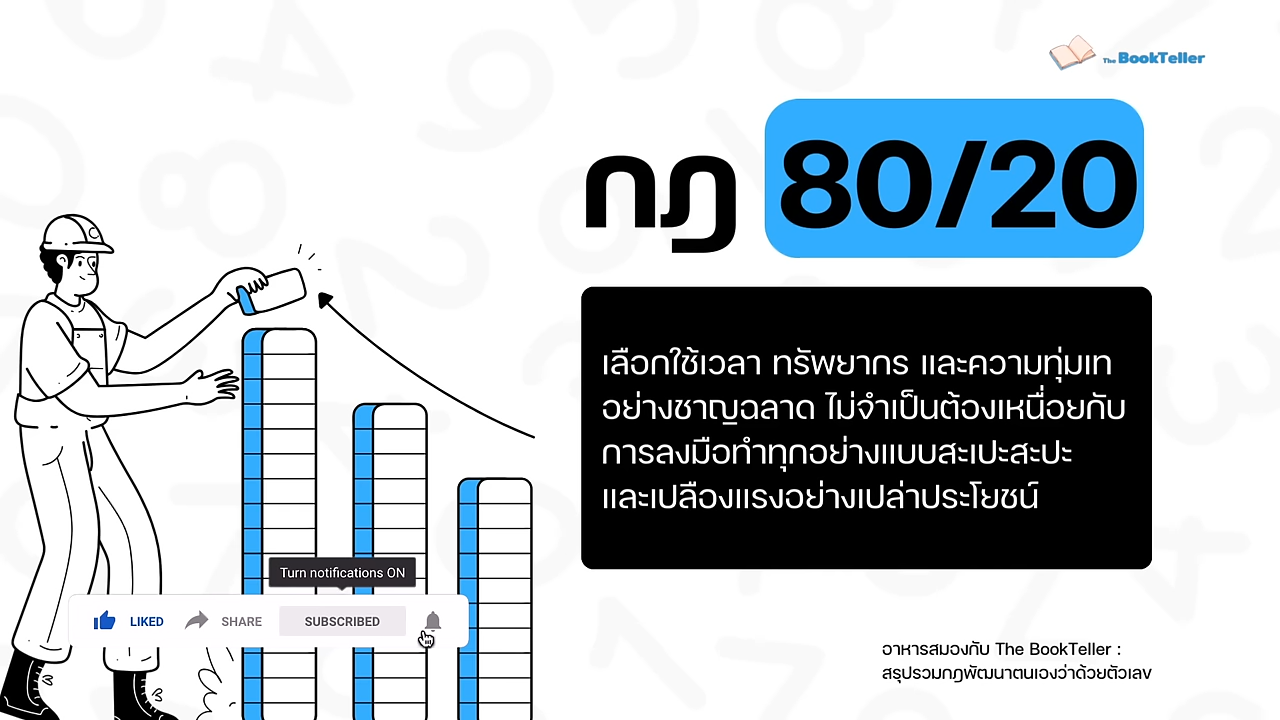 The BookTeller
กฎ 80/20
เลือกใช้เวลา ทรัพยากร และความทุ่มเท
อย่างชาญฉลาด ไม่จำเป็นต้องเหนื่อยกับ
การลงมือทำทุกอย่างแบบสะเปะสะปะ
และเปลืองแรงอย่างเปล่าประโยชน์
Turn notifications ON
LIKED SHARE SUBSCRIBED
อาหารสมองกับ The BookTeller :
สรุปรวมกฎพัฒนาตนเองว่าด้วยตัวเลข